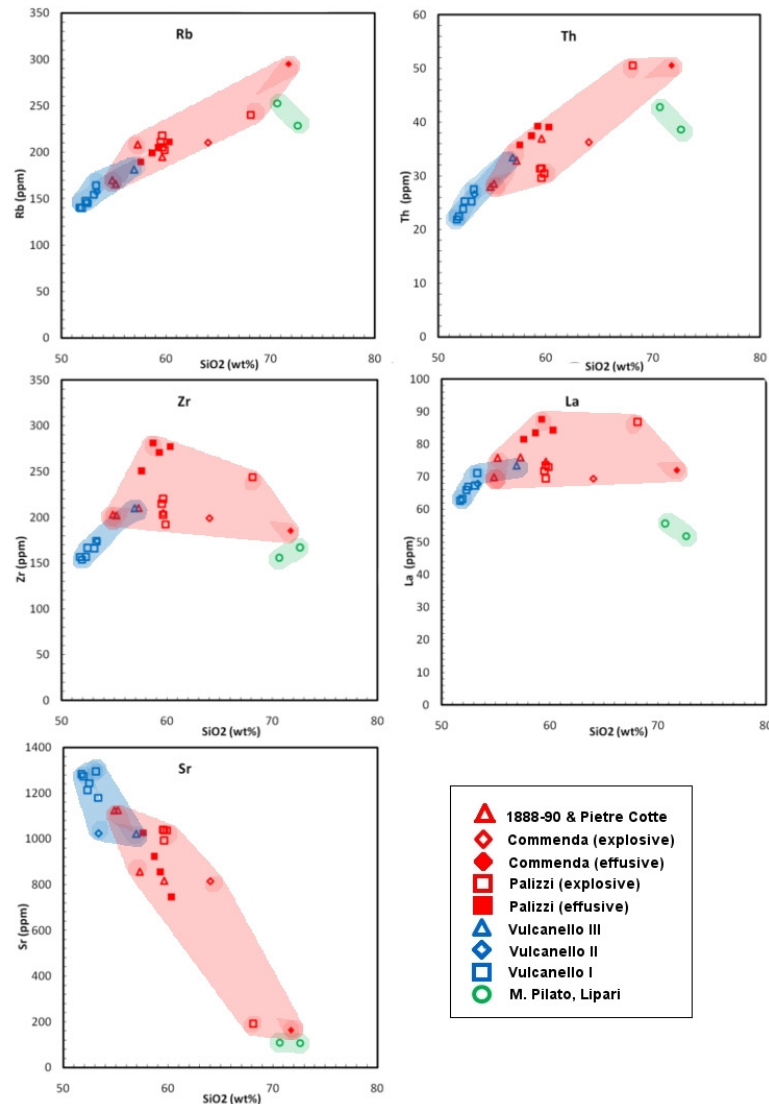 Rb
350
300
250
200
150
100
50
0
Rb (ppm)
50
60
70
80
SiO2 (wt%)
Th
60
50
40
30
20
10
0
Th (ppm)
50
60
70
80
SiO2 (wt%)
Zr
350
300
250
200
150
100
50
0
Zr (ppm)
50
60
70
80
SiO2 (wt%)
La
100
90
80
70
60
50
40
30
20
10
0
La (ppm)
50
60
70
80
SiO2 (wt%)
Sr
1400
1200
1000
800
600
400
200
0
Sr (ppm)
50
60
70
80
SiO2 (wt%)
1888-90 & Pietre Cotte
Commenda (explosive)
Commenda (effusive)
Palizzi (explosive)
Palizzi (effusive)
Vulcanello III
Vulcanello II
Vulcanello I
M. Pilato, Lipari